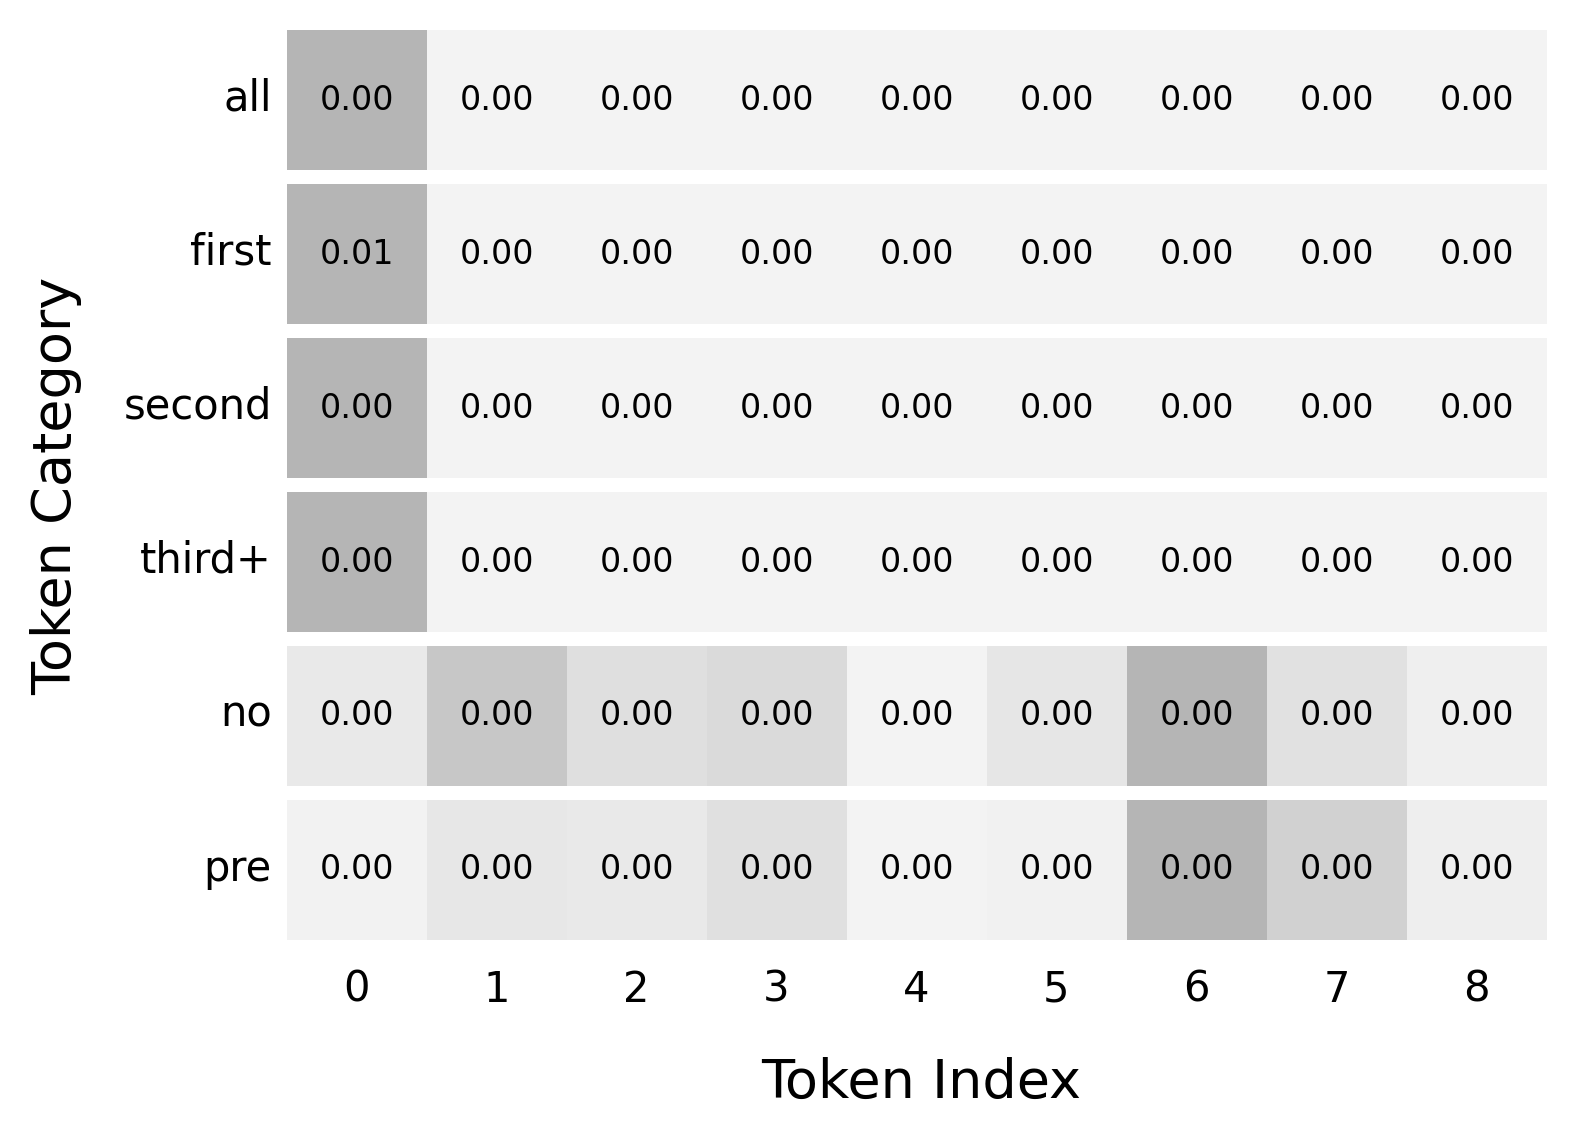 all 0.00 0.00 0.00 0.00 0.00 0.00 0.00 0.00 0.00
first 0.01 0.00 0.00 0.00 0.00 0.00 0.00 0.00 0.00
second 0.00 0.00 0.00 0.00 0.00 0.00 0.00 0.00 0.00
third+ 0.00 0.00 0.00 0.00 0.00 0.00 0.00 0.00 0.00
no 0.00 0.00 0.00 0.00 0.00 0.00 0.00 0.00 0.00
pre 0.00 0.00 0.00 0.00 0.00 0.00 0.00 0.00 0.00
0 1 2 3 4 5 6 7 8
Token Index
Token Category